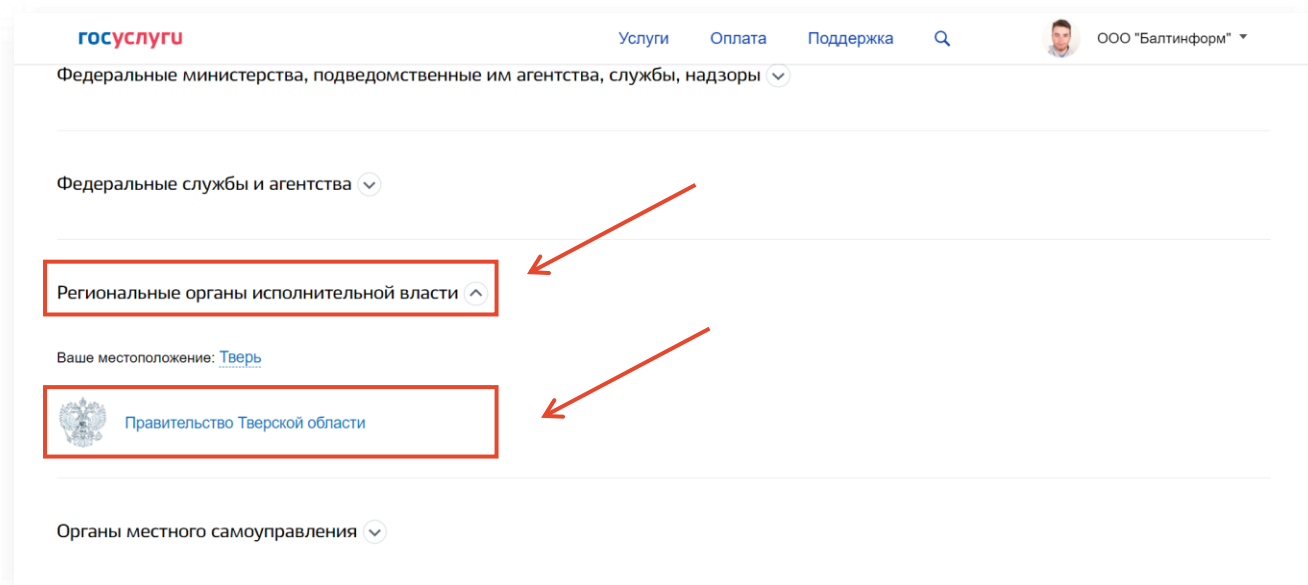 госуслуги Услуги Оплата Поддержка ООО "Балтинформ"
Федеральные министерства, подведомственные им агентства, службы, надзоры
Федеральные службы и агентства
Региональные органы исполнительной власти
Ваше местоположение: Тверь
Правительство Тверской области
Органы местного самоуправления